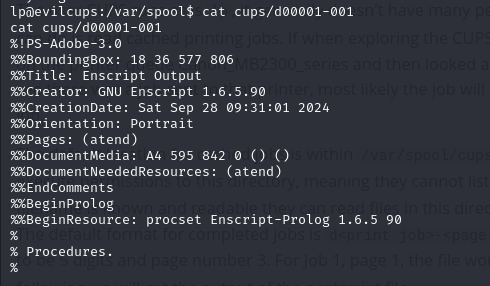 lp@evilcups:/var/spool$ cat cups/d00001-001
cat cups/d00001-001
%!PS-Adobe-3.0
%%BoundingBox: 18 36 577 806
%%Title: Enscript Output
%%Creator: GNU Enscript 1.6.5.90
%%CreationDate: Sat Sep 28 09:31:01 2024
%%Orientation: Portrait
%%Pages: (atend)
%%DocumentMedia: A4 595 842 0 () ()
%%DocumentNeededResources: (atend)
%%EndComments
%%BeginProlog
%%BeginResource: procset Enscript-Prolog 1.6.5 90
%
% Procedures.
%